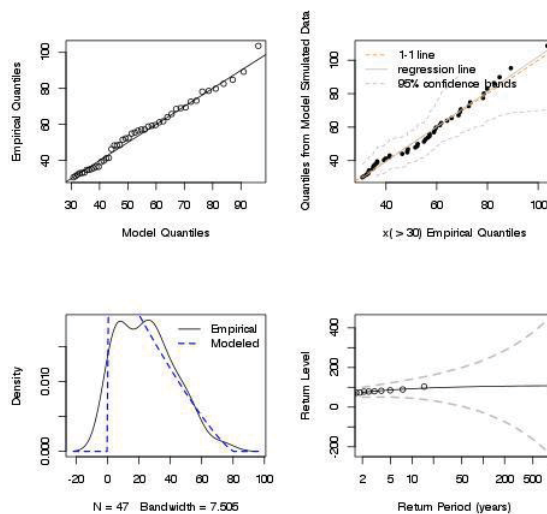 Empirical Quantiles
100
80
60
40
30 40 50 60 70 80 90
Model Quantiles
Quantiles from Model Simulated Data
100
80
60
40
1-1 line
regression line
95% confidence bands
40 60 80 100
x( > 30) Empirical Quantiles
Density
0.010
0.000
Empirical
Modeled
-20 0 20 40 60 80 100
N = 47 Bandwidth = 7.505
Return Level
400
200
0
-200
2 5 10 50 200 500
Return Period (years)